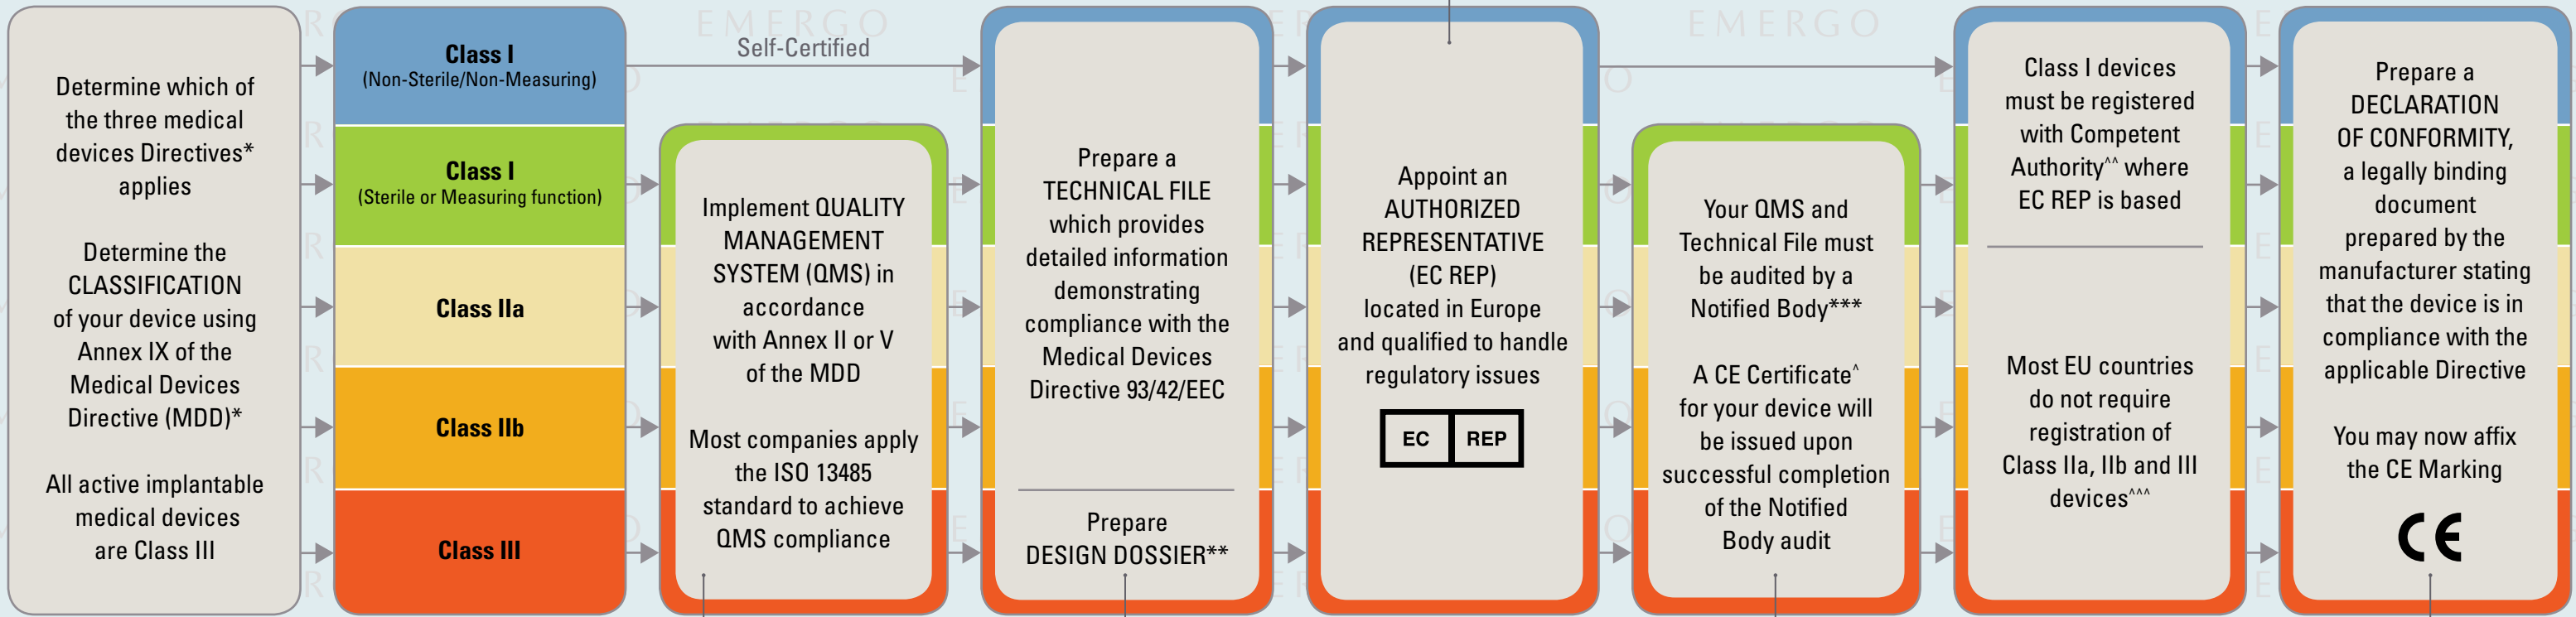 Determine which of
the three medical
devices Directives*
applies
Determine the
CLASSIFICATION
of your device using
Annex IX of the
Medical Devices
Directive (MDD)*
All active implantable
medical devices
are Class III
Class I
(Non-Sterile/Non-Measuring)
Class I
(Sterile or Measuring function)
Class IIa
Class IIb
Class III
Self-Certified
Implement QUALITY
MANAGEMENT
SYSTEM (QMS) in
accordance
with Annex II or V
of the MDD
Most companies apply
the ISO 13485
standard to achieve
QMS compliance
Prepare a
TECHNICAL FILE
which provides
detailed information
demonstrating
compliance with the
Medical Devices
Directive 93/42/EEC
Prepare
DESIGN DOSSIER**
Appoint an
AUTHORIZED
REPRESENTATIVE
(EC REP)
located in Europe
and qualified to handle
regulatory issues
EC REP
Your QMS and
Technical File must
be audited by a
Notified Body***
A CE Certificate^
for your device will
be issued upon
successful completion
of the Notified
Body audit
Class I devices
must be registered
with Competent
Authority^^ where
EC REP is based
Most EU countries
do not require
registration of
Class IIa, IIb and III
devices^^^
Prepare a
DECLARATION
OF CONFORMITY,
a legally binding
document
prepared by the
manufacturer stating
that the device is in
compliance with the
applicable Directive
You may now affix
the CE Marking
CE
EMERGO
EMERGO